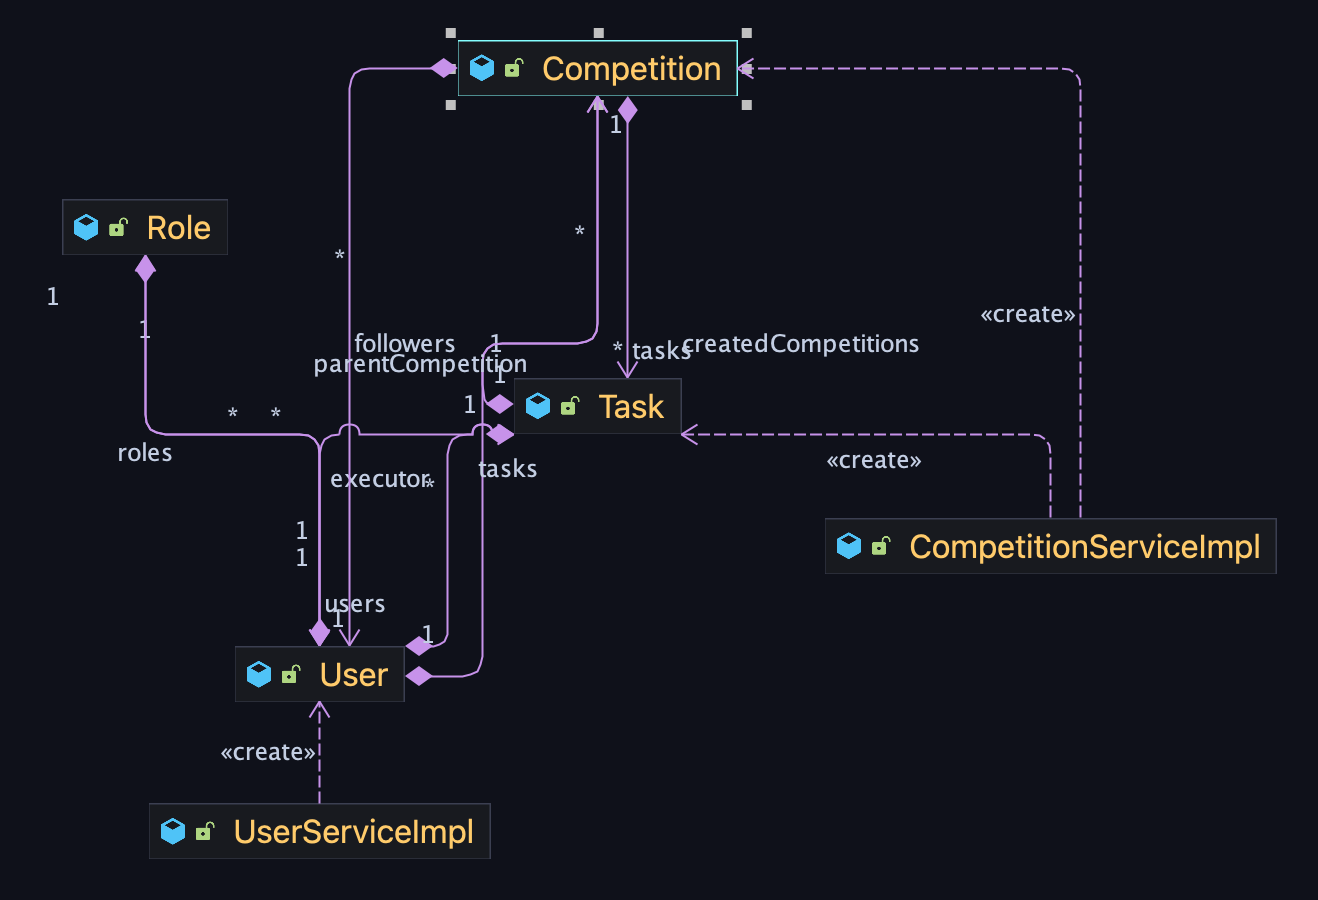 Competition
1
Role
*
*
1
1
followers
1
* tasks
createdCompetitions
«create»
parentCompetition
1
1
Task
* *
roles
executor
*
tasks
«create»
1
1
CompetitionServiceImpl
users
1
1
User
«create»
UserServiceImpl